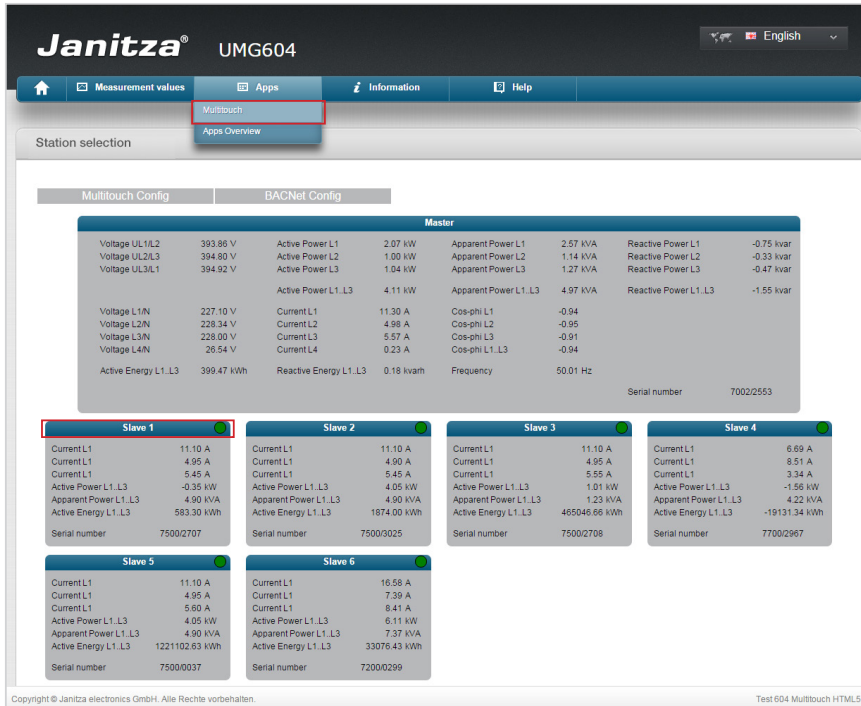 Janitza® UMG604
English
Measurement values Apps Information Help
Multitouch
Apps Overview
Station selection
Multitouch Config BACNet Config
Master
Voltage UL1/L2 393.86 V Active Power L1 2.07 kW Apparent Power L1 2.57 kVA Reactive Power L1 -0.75 kvar
Voltage UL2/L3 394.80 V Active Power L2 1.00 kW Apparent Power L2 1.14 kVA Reactive Power L2 -0.33 kvar
Voltage UL3/L1 394.92 V Active Power L3 1.04 kW Apparent Power L3 1.27 kVA Reactive Power L3 -0.47 kvar
Active Power L1..L3 4.11 kW Apparent Power L1..L3 4.97 kVA Reactive Power L1..L3 -1.55 kvar
Voltage L1/N 227.10 V Current L1 11.30 A Cos-phi L1 -0.94
Voltage L2/N 228.34 V Current L2 4.98 A Cos-phi L2 -0.95
Voltage L3/N 228.00 V Current L3 5.57 A Cos-phi L3 -0.91
Voltage L4/N 26.54 V Current L4 0.23 A Cos-phi L1..L3 -0.94
Active Energy L1..L3 399.47 kWh Reactive Energy L1..L3 0.18 kvarh Frequency 50.01 Hz
Serial number 7002/2553
Slave 1
Current L1 11.10 A
Current L1 4.95 A
Current L1 5.45 A
Active Power L1..L3 -0.35 kW
Apparent Power L1..L3 4.90 kVA
Active Energy L1..L3 583.30 kWh
Serial number 7500/2707
Slave 2
Current L1 11.10 A
Current L1 4.90 A
Current L1 5.45 A
Active Power L1..L3 4.05 kW
Apparent Power L1..L3 4.90 kVA
Active Energy L1..L3 1874.00 kWh
Serial number 7500/3025
Slave 3
Current L1 11.10 A
Current L1 4.95 A
Current L1 5.55 A
Active Power L1..L3 1.01 kW
Apparent Power L1..L3 1.23 kVA
Active Energy L1..L3 465046.66 kWh
Serial number 7500/2708
Slave 4
Current L1 6.69 A
Current L1 8.51 A
Current L1 3.34 A
Active Power L1..L3 -1.56 kW
Apparent Power L1..L3 4.22 kVA
Active Energy L1..L3 -19131.34 kWh
Serial number 7700/2967
Slave 5
Current L1 11.10 A
Current L1 4.95 A
Current L1 5.60 A
Active Power L1..L3 4.05 kW
Apparent Power L1..L3 4.90 kVA
Active Energy L1..L3 1221102.63 kWh
Serial number 7500/0037
Slave 6
Current L1 16.58 A
Current L1 7.39 A
Current L1 8.41 A
Active Power L1..L3 6.11 kW
Apparent Power L1..L3 7.37 kVA
Active Energy L1..L3 33076.43 kWh
Serial number 7200/0299
Copyright © Janitza electronics GmbH. Alle Rechte vorbehalten. Test 604 Multitouch HTML5